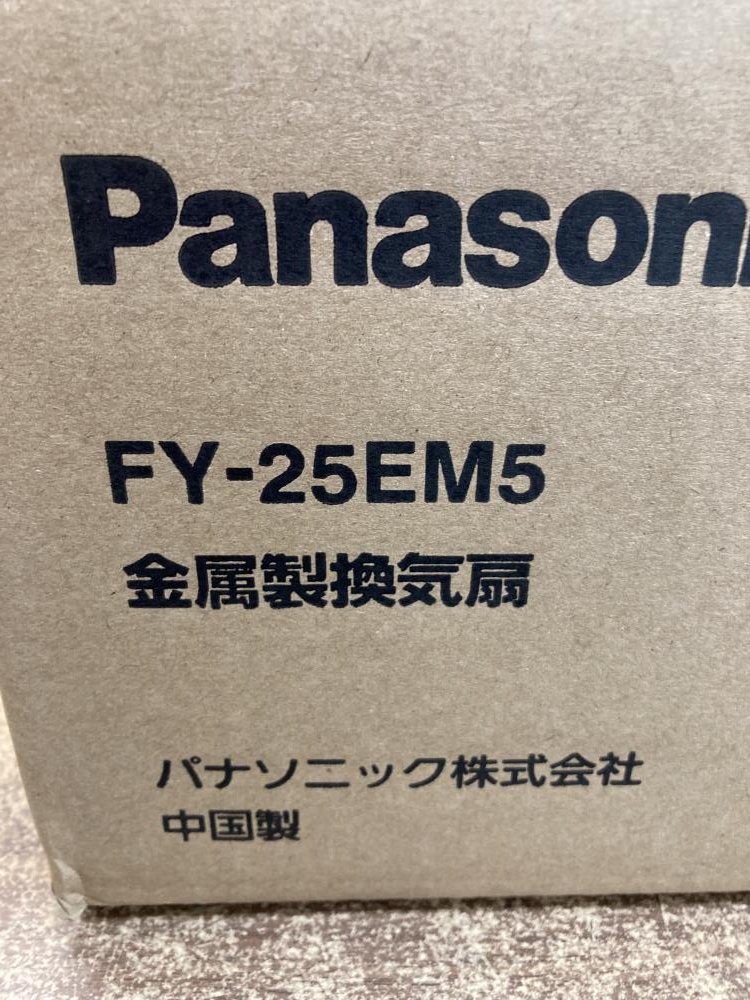 Panasoni
FY-25EM5
金属製換気扇
パナソニック株式会社
中国製